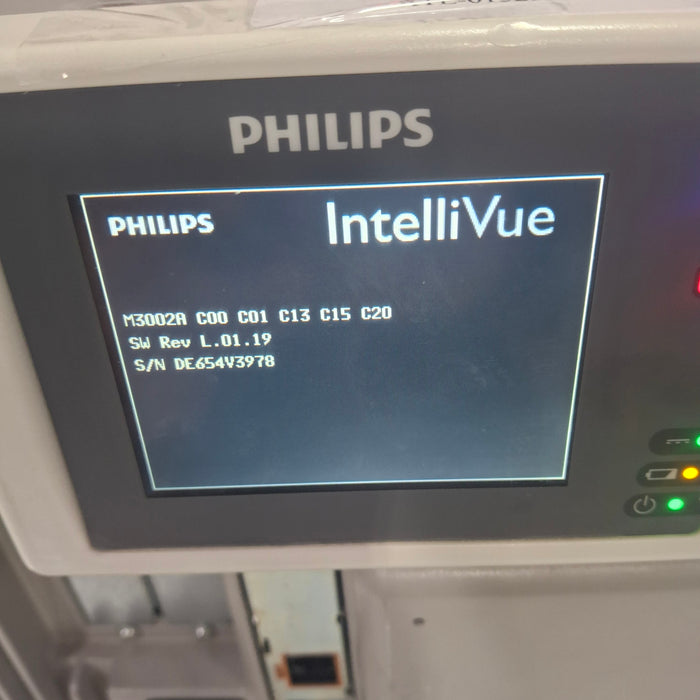 PHILIPS
PHILIPS IntelliVue
M3002A C00 C01 C13 C15 C20
SW Rev L.01.19
S/N DE654V3978